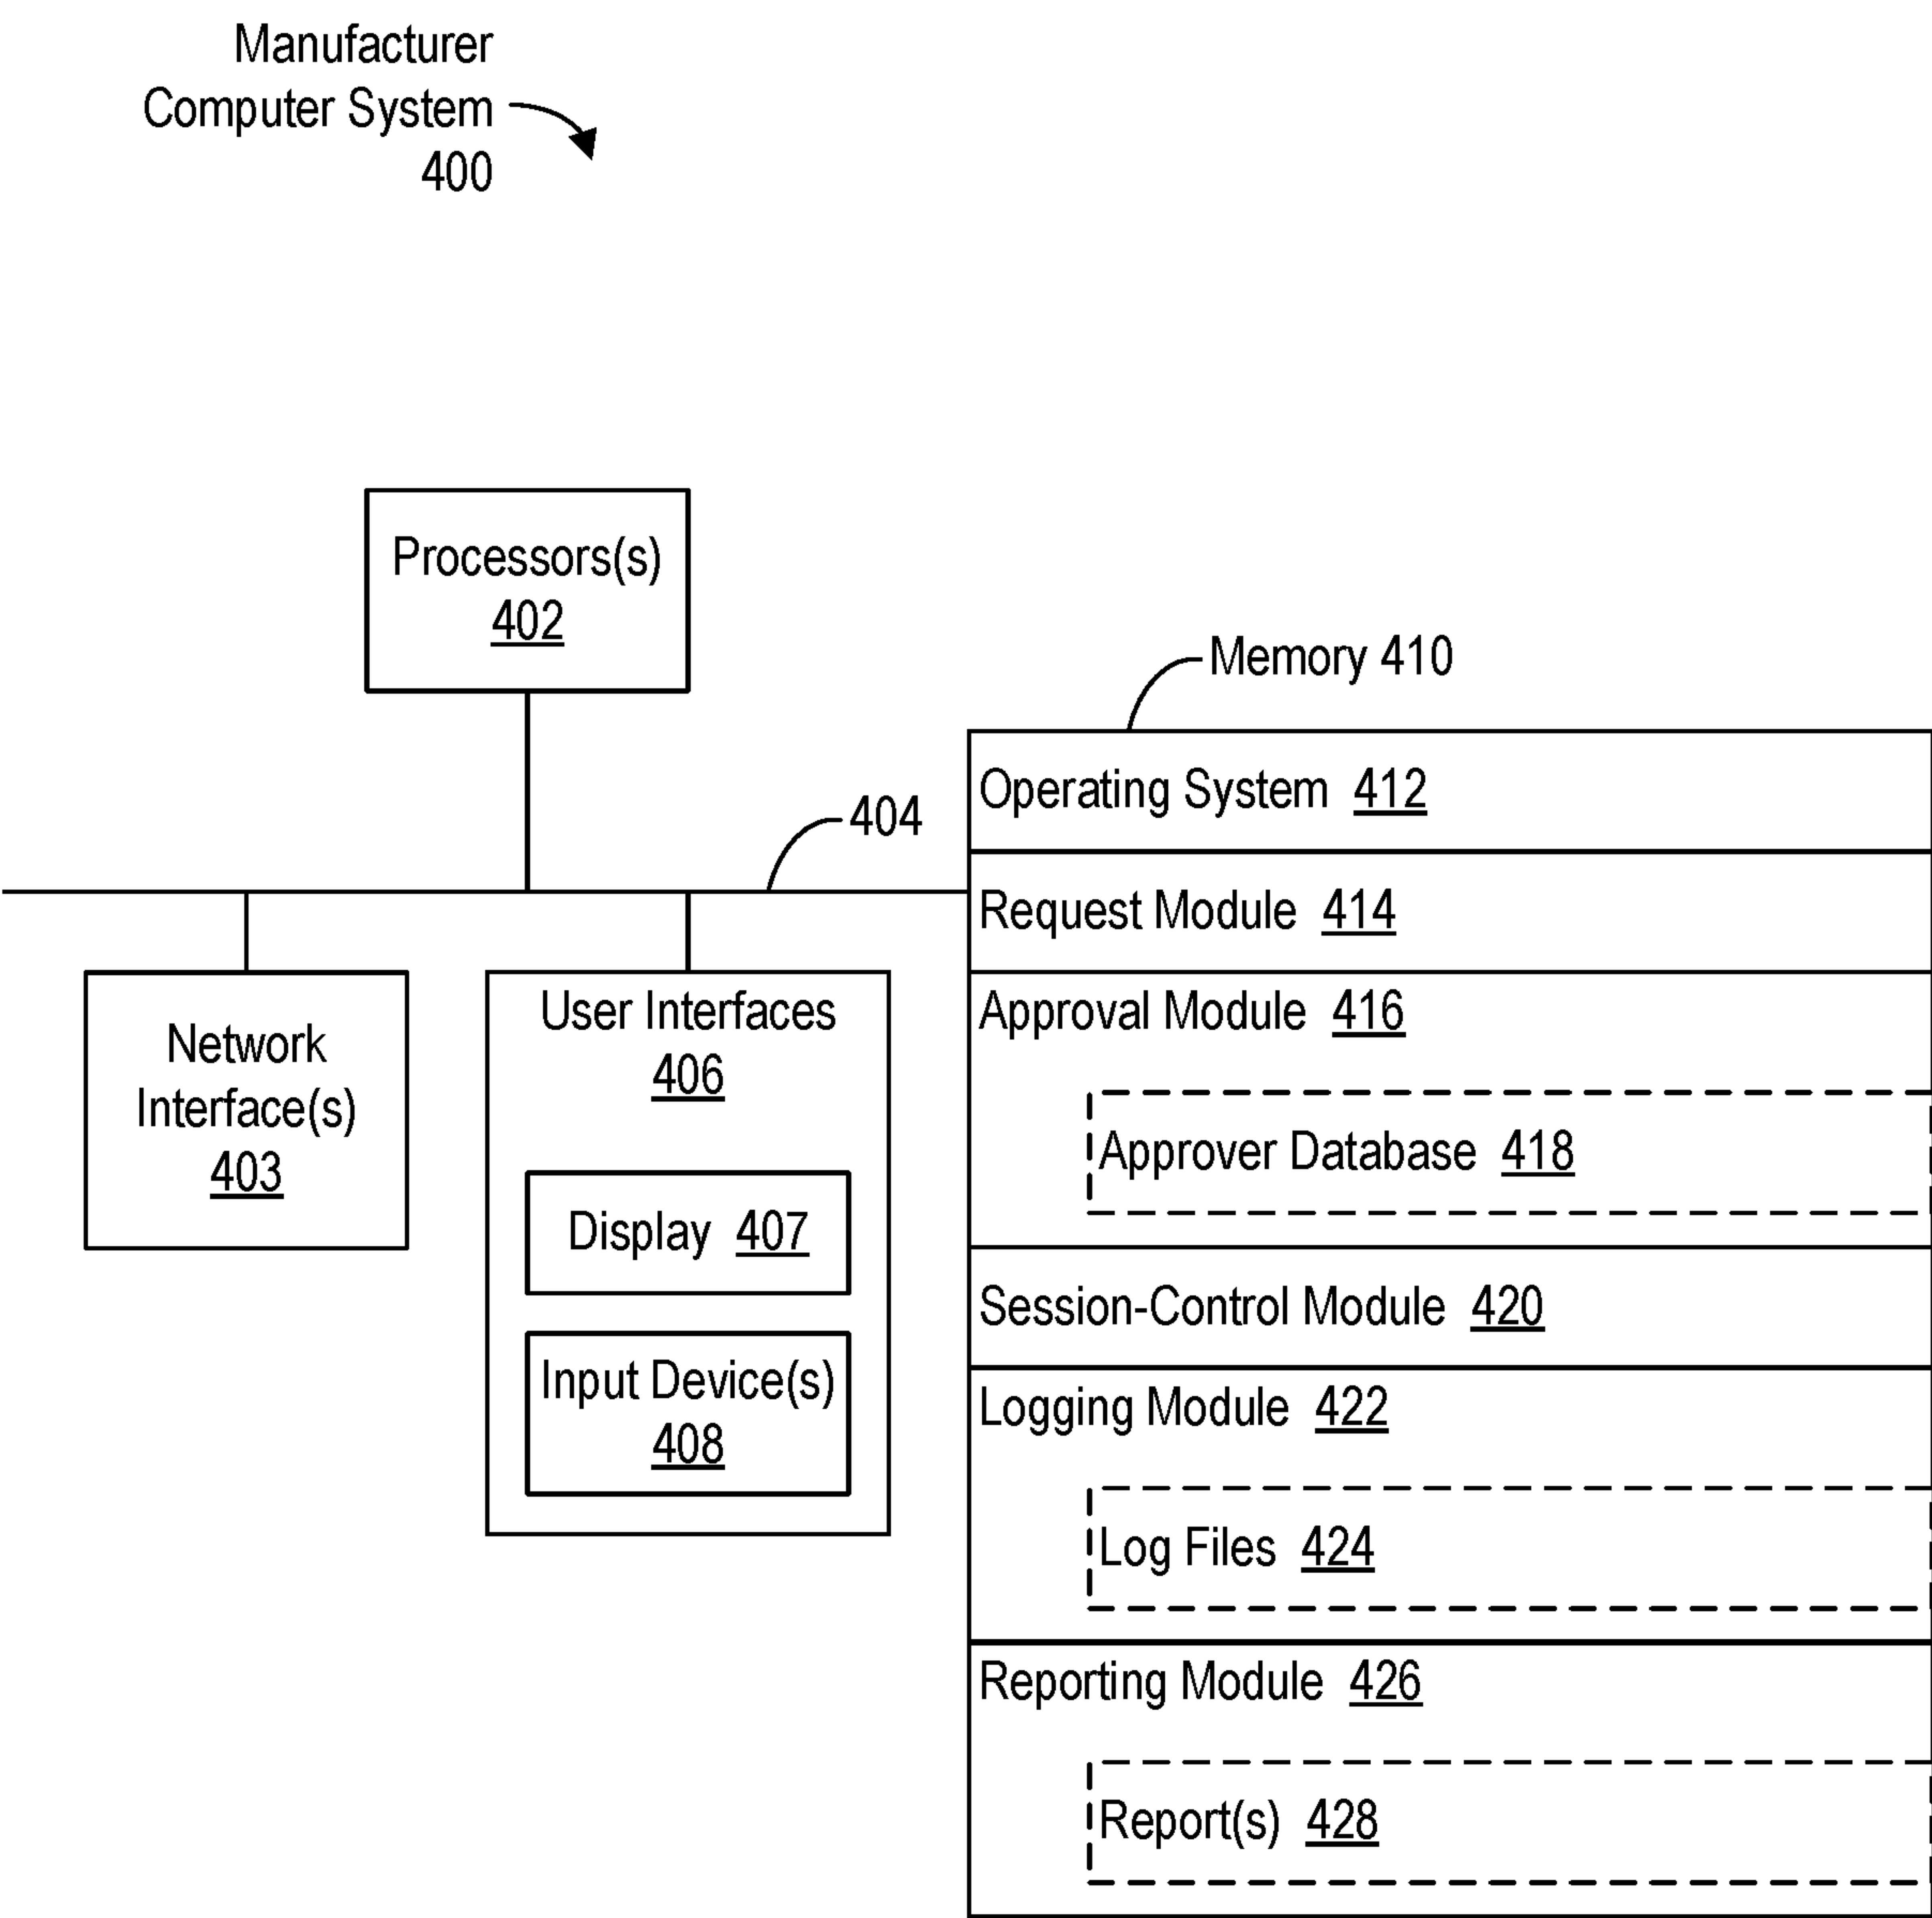 Manufacturer
Computer System
400
Processors(s)
402
Memory 410
404
Operating System 412
Request Module 414
Approval Module 416
Approver Database 418
Session-Control Module 420
Logging Module 422
Log Files 424
Reporting Module 426
Report(s) 428
Network
Interface(s)
403
User Interfaces
406
Display 407
Input Device(s)
408